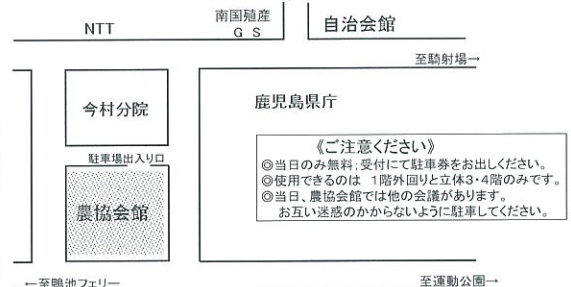 南国殖産
NTT
GS
自治会館
至騎射場→
今村分院
鹿児島県庁
《ご注意ください》
◎当日のみ無料;受付にて駐車券をお出しください。
駐車場出入り口
◎使用できるのは 1階外回りと立体3・4階のみです。
◎当日、農協会館では他の会議があります。
お互い迷惑のかからないように駐車してください。
農協会館
←至鴨池フェリー
至運動公園→